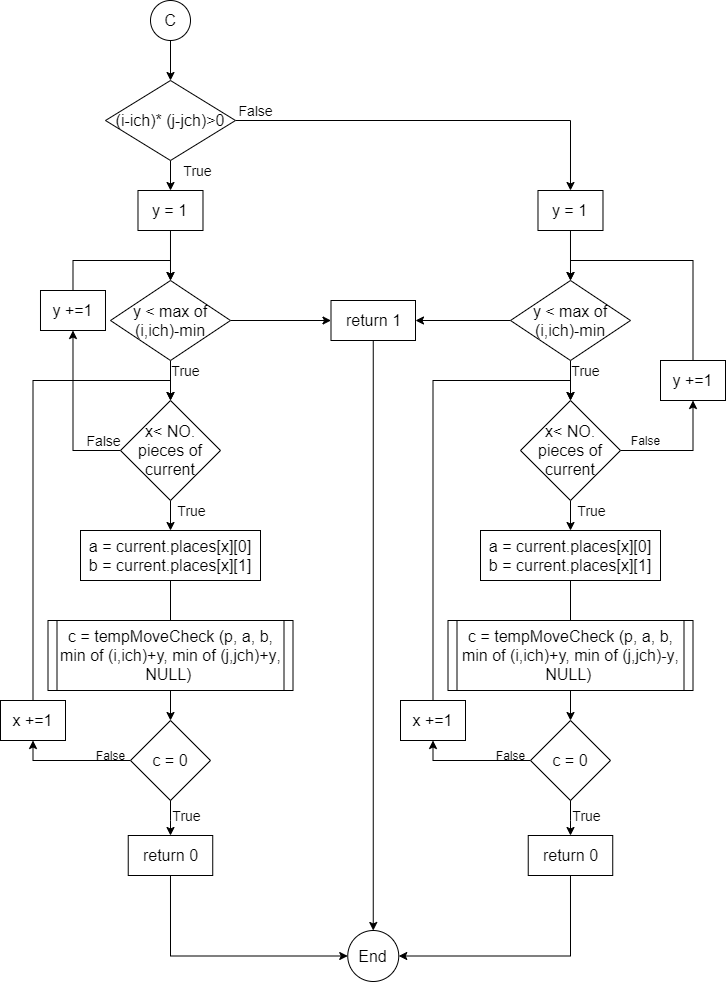 C
(i-ich)* (j-jch)>0
False
True
y = 1
y = 1
y +=1
y < max of
(i,ich)-min
return 1
y < max of
(i,ich)-min
True
True
y +=1
x< NO.
pieces of
current
False
x< NO.
pieces of
current
False
True
True
a = current.places[x][0]
b = current.places[x][1]
a = current.places[x][0]
b = current.places[x][1]
c = tempMoveCheck (p, a, b,
min of (i,ich)+y, min of (j,jch)+y,
NULL)
c = tempMoveCheck (p, a, b,
min of (i,ich)+y, min of (j,jch)-y,
NULL)
x +=1
x +=1
False
c = 0
False
c = 0
True
True
return 0
return 0
End